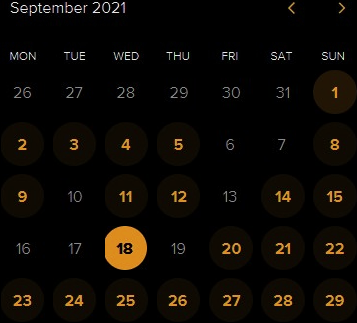 September 2021
MON TUE WED THU FRI SAT SUN
26 27 28 29 30 31 1
2 3 4 5 6 7 8
9 10 11 12 13 14 15
16 17 18 19 20 21 22
23 24 25 26 27 28 29